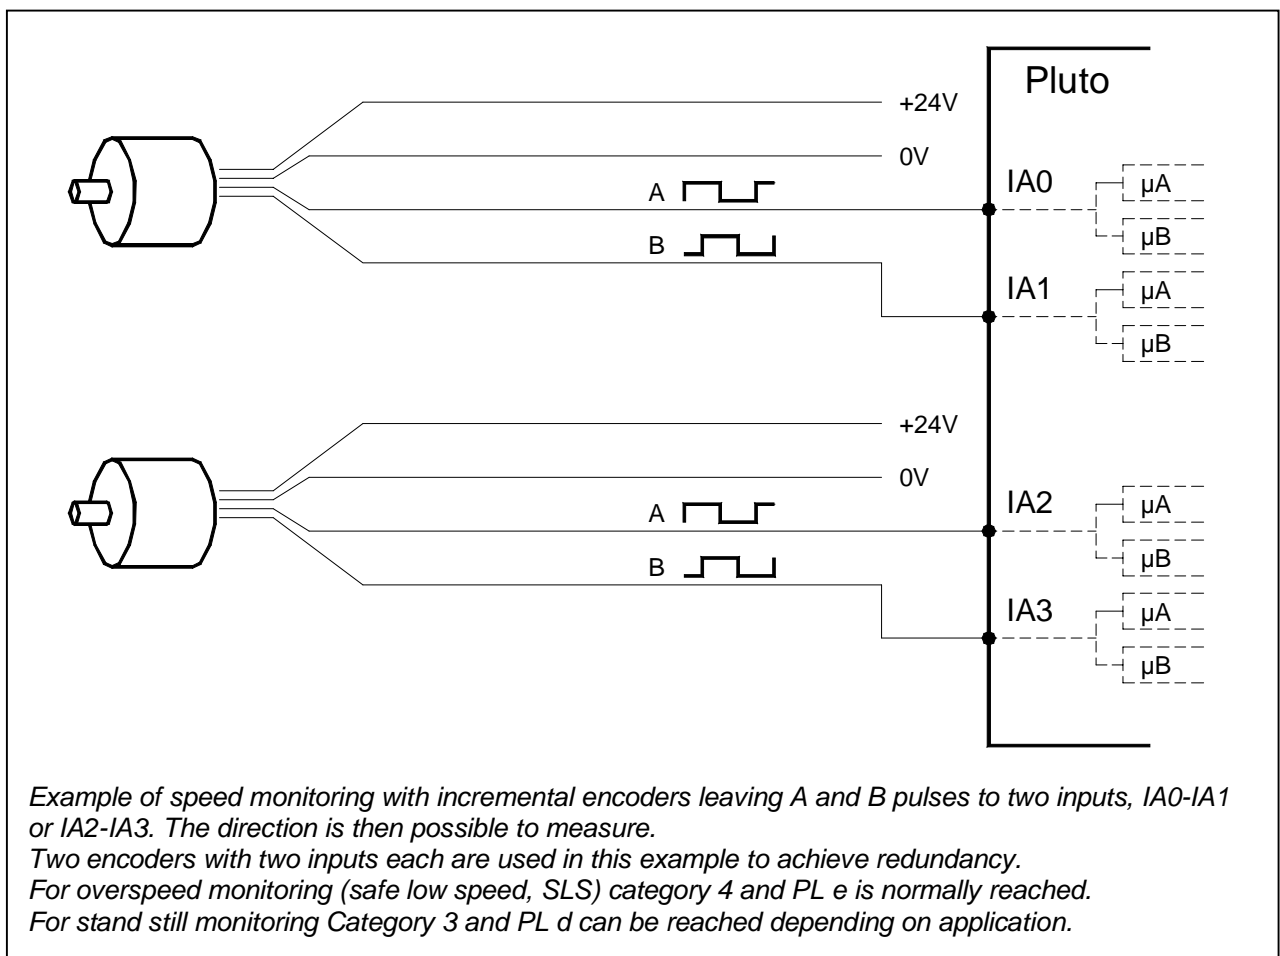 Pluto
+24V
0V
A
B
IA0
µA
µB
IA1
µA
µB
+24V
0V
A
B
IA2
µA
µB
IA3
µA
µB
Example of speed monitoring with incremental encoders leaving A and B pulses to two inputs, IA0-IA1
or IA2-IA3. The direction is then possible to measure.
Two encoders with two inputs each are used in this example to achieve redundancy.
For overspeed monitoring (safe low speed, SLS) category 4 and PL e is normally reached.
For stand still monitoring Category 3 and PL d can be reached depending on application.